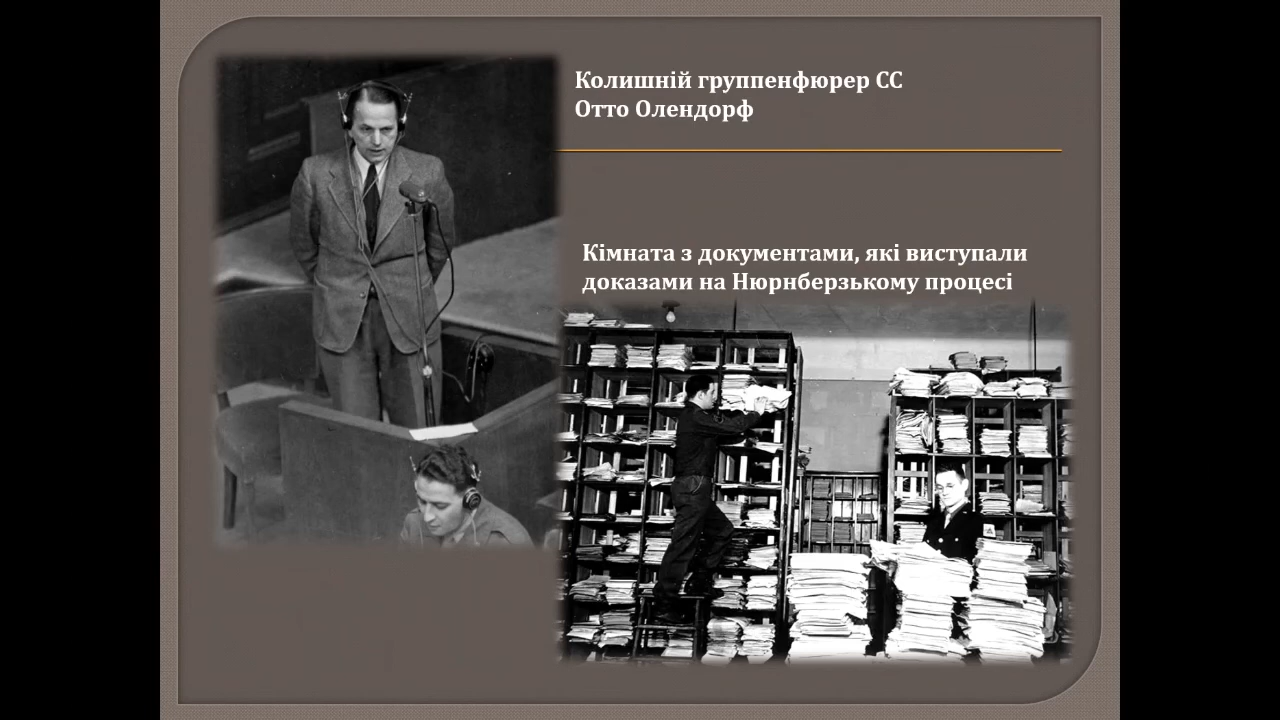 Колишній группенфюрер СС
Отто Олендорф
Кімната з документами, які виступали
доказами на Нюрнберзькому процесі